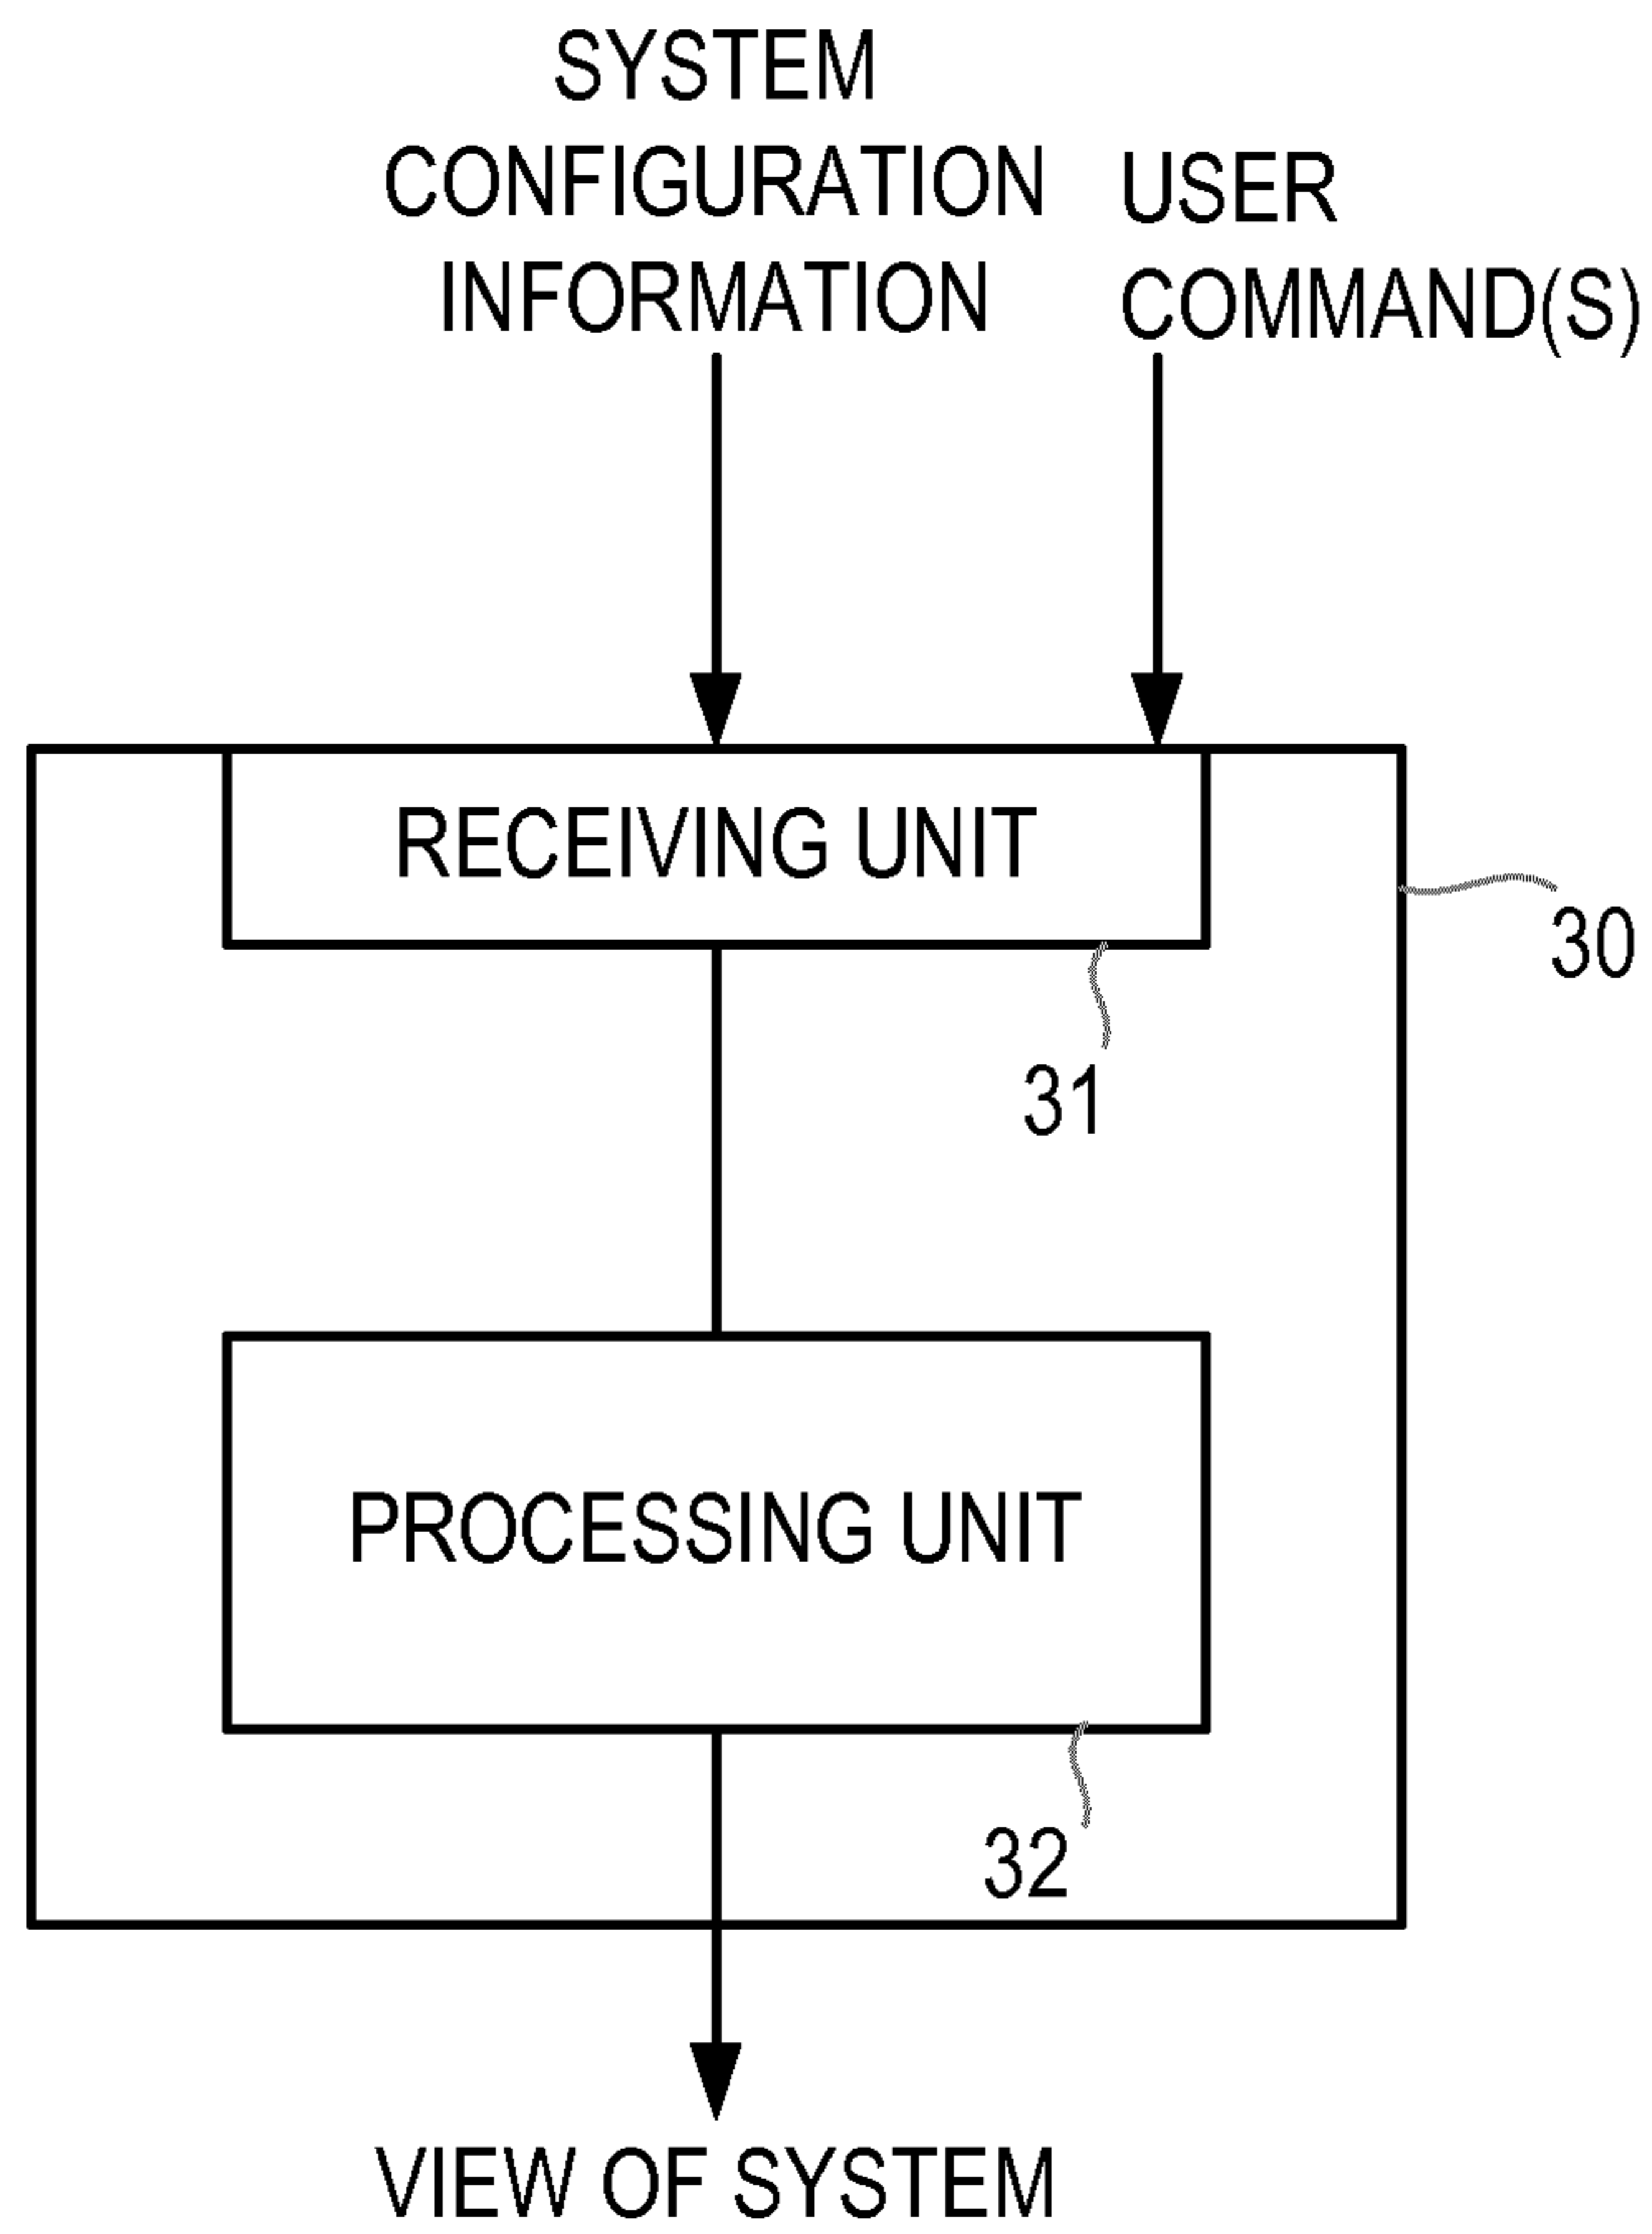 SYSTEM
CONFIGURATION
INFORMATION
USER
COMMAND(S)
RECEIVING UNIT
30
31
PROCESSING UNIT
32
VIEW OF SYSTEM